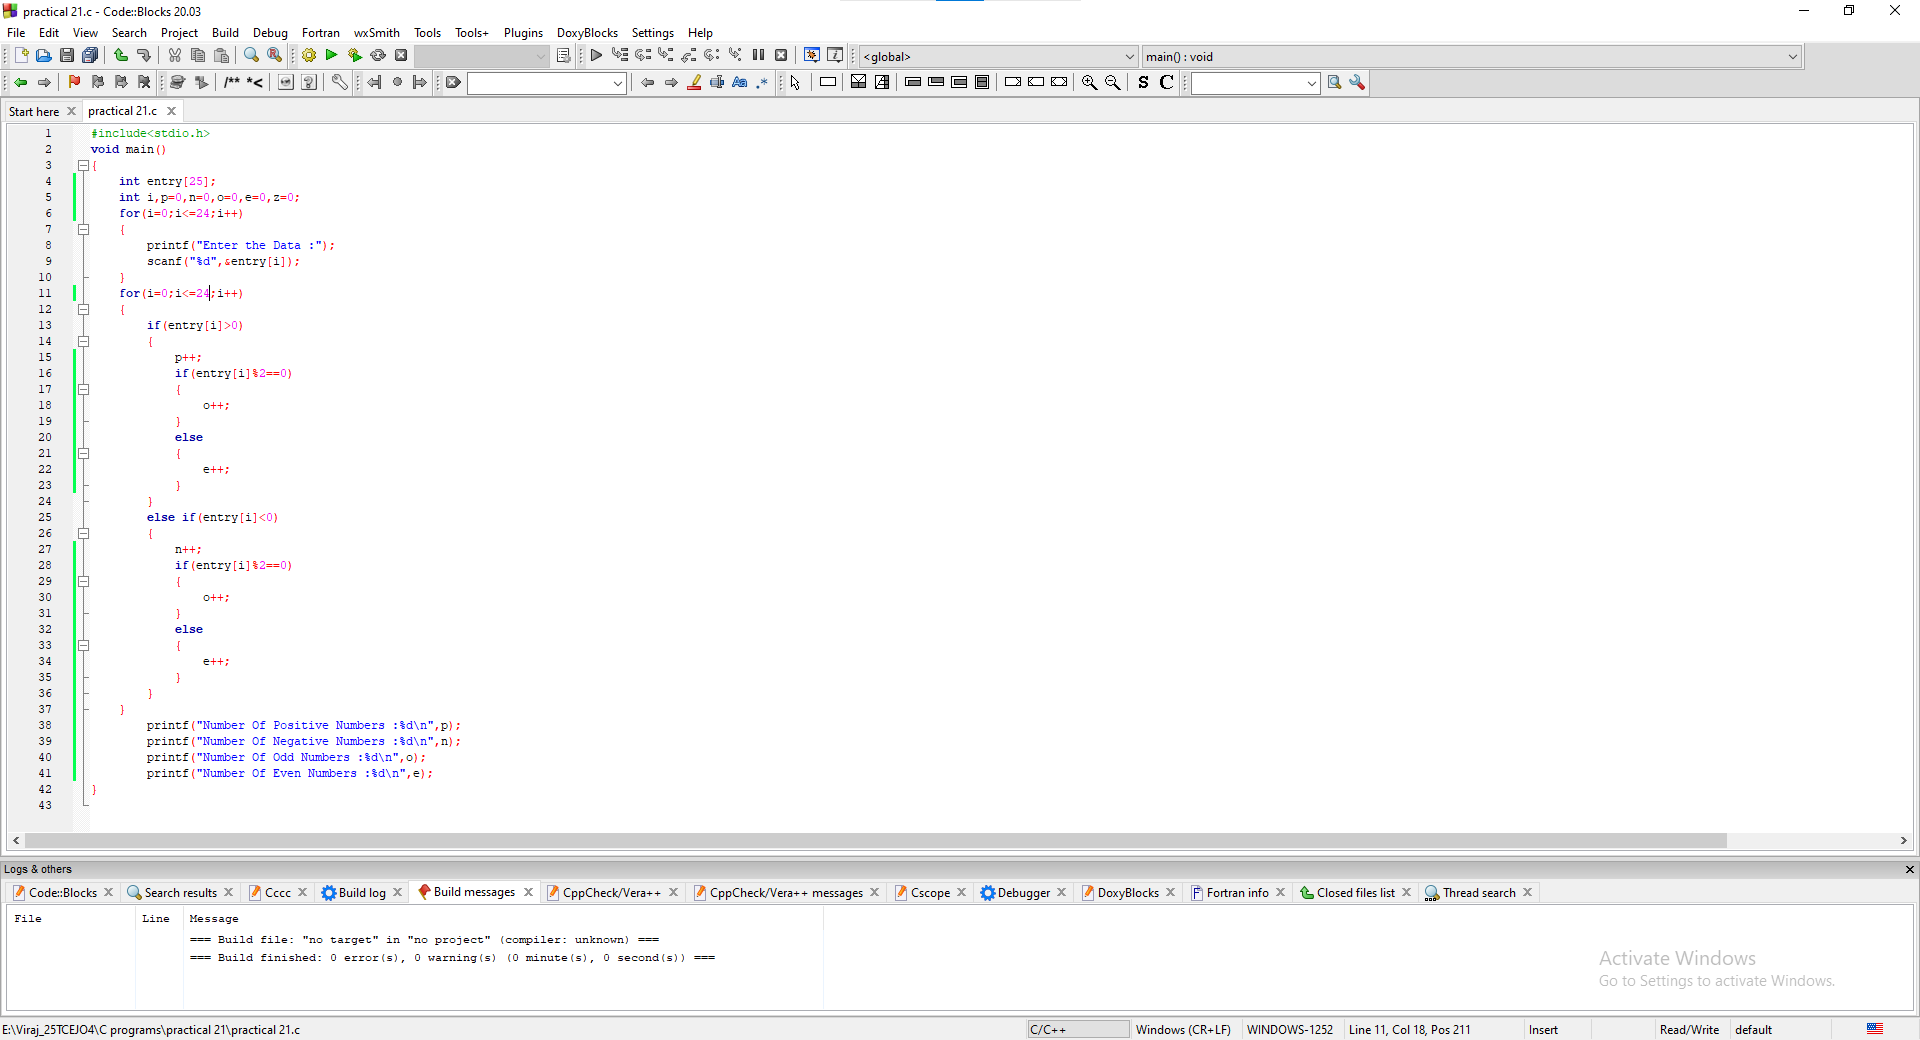 practical 21.c - Code::Blocks 20.03
File Edit View Search Project Build Debug Fortran wxSmith Tools Tools+ Plugins DoxyBlocks Settings Help
<global> main() : void
/** *< Aa .* S C
Start here practical 21.c
1 #include<stdio.h>
2 void main()
3 {
4 int entry[25];
5 int i,p=0,n=0,o=0,e=0,z=0;
6 for(i=0;i<=24;i++)
7 {
8 printf("Enter the Data :");
9 scanf("%d",&entry[i]);
10 }
11 for(i=0;i<=24;i++)
12 {
13 if(entry[i]>0)
14 {
15 p++;
16 if(entry[i]%2==0)
17 {
18 o++;
19 }
20 else
21 {
22 e++;
23 }
24 }
25 else if(entry[i]<0)
26 {
27 n++;
28 if(entry[i]%2==0)
29 {
30 o++;
31 }
32 else
33 {
34 e++;
35 }
36 }
37 }
38 printf("Number Of Positive Numbers :%d\n",p);
39 printf("Number Of Negative Numbers :%d\n",n);
40 printf("Number Of Odd Numbers :%d\n",o);
41 printf("Number Of Even Numbers :%d\n",e);
42 }
43
Logs & others
Code::Blocks Search results Cccc Build log Build messages CppCheck/Vera++ CppCheck/Vera++ messages Cscope Debugger DoxyBlocks Fortran info Closed files list Thread search
File Line Message
=== Build file: "no target" in "no project" (compiler: unknown) ===
=== Build finished: 0 error(s), 0 warning(s) (0 minute(s), 0 second(s)) ===
Activate Windows
Go to Settings to activate Windows.
E:\Viraj_25TCEJO4\C programs\practical 21\practical 21.c C/C++ Windows (CR+LF) WINDOWS-1252 Line 11, Col 18, Pos 211 Insert Read/Write default